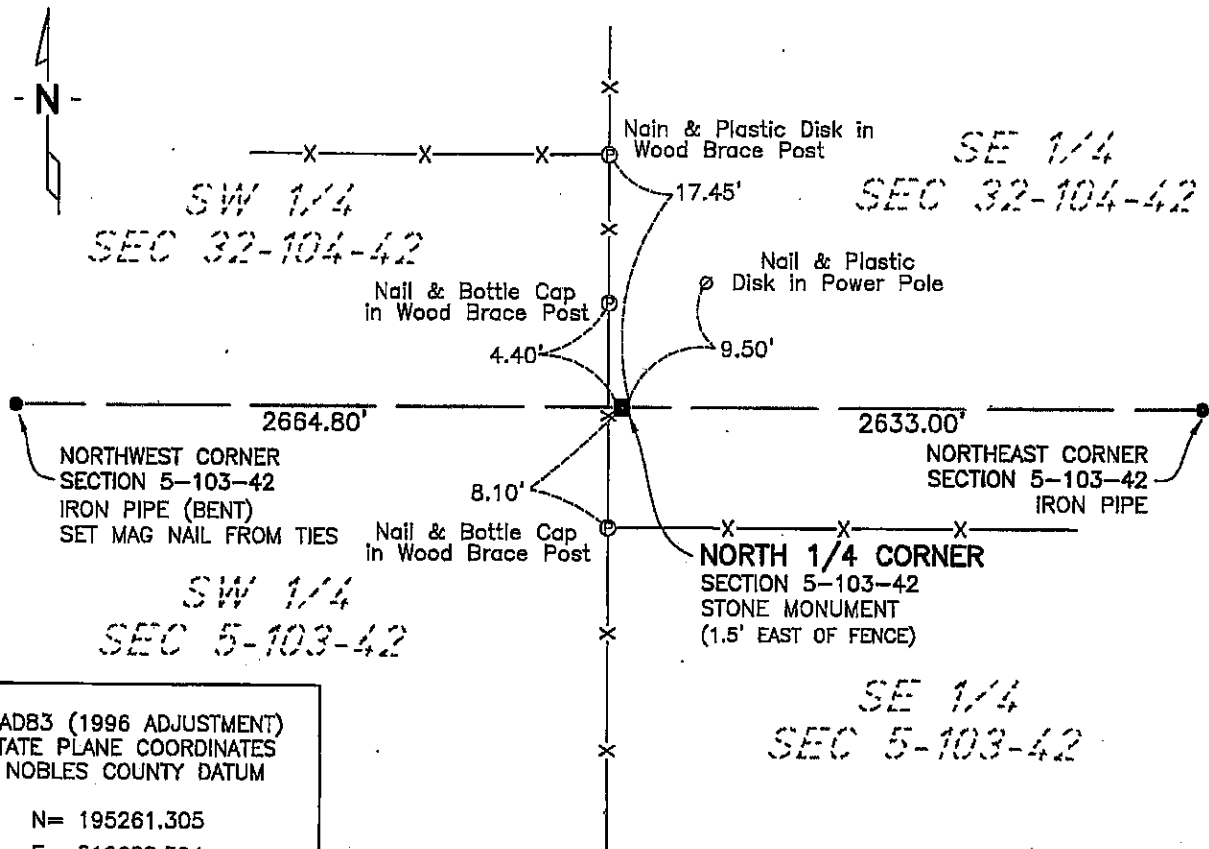 - N -
Nain & Plastic Disk in
Wood Brace Post
SE 1/4
SEC 32-104-42
SW 1/4
SEC 32-104-42
17.45'
Nail & Plastic
Disk in Power Pole
Nail & Bottle Cap
in Wood Brace Post
4.40'
9.50'
2664.80'
2633.00'
NORTHWEST CORNER
SECTION 5-103-42
IRON PIPE (BENT)
SET MAG NAIL FROM TIES
NORTHEAST CORNER
SECTION 5-103-42
IRON PIPE
8.10'
Nail & Bottle Cap
in Wood Brace Post
NORTH 1/4 CORNER
SECTION 5-103-42
STONE MONUMENT
(1.5' EAST OF FENCE)
SW 1/4
SEC 5-103-42
SE 1/4
SEC 5-103-42
AD83 (1996 ADJUSTMENT)
TATE PLANE COORDINATES
NOBLES COUNTY DATUM
N= 195261.305